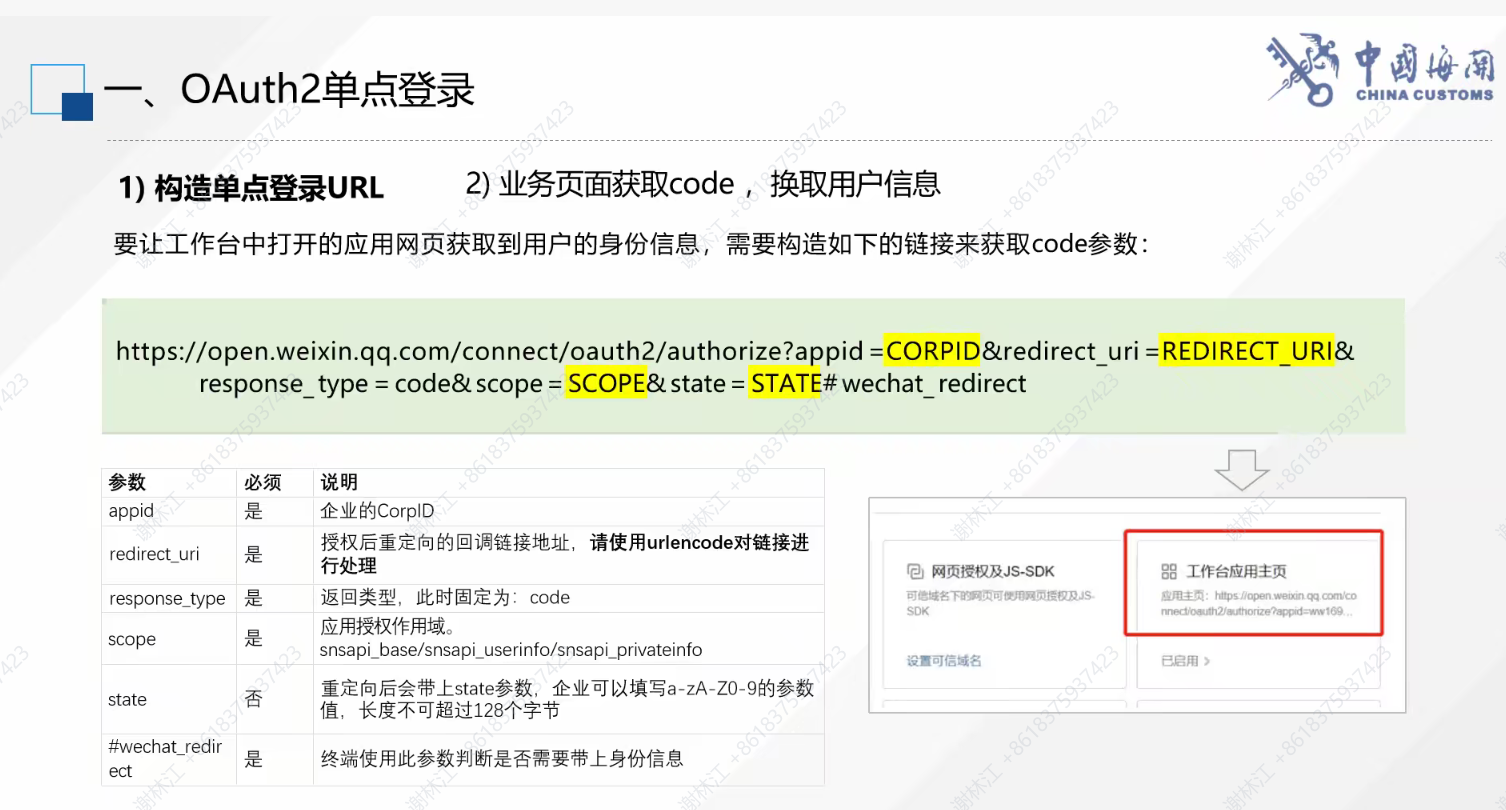 中國海關
CHINA CUSTOMS
一、OAuth2单点登录
1) 构造单点登录URL
2) 业务页面获取code ，换取用户信息
要让工作台中打开的应用网页获取到用户的身份信息，需要构造如下的链接来获取code参数：
https://open.weixin.qq.com/connect/oauth2/authorize?appid =CORPID&redirect_uri =REDIRECT_URI&
response_type = code& scope = SCOPE& state = STATE# wechat_redirect
参数 必须 说明
appid 是 企业的CorpID
redirect_uri 是 授权后重定向的回调链接地址，请使用urlencode对链接进
行处理
response_type 是 返回类型，此时固定为：code
scope 是 应用授权作用域。
snsapi_base/snsapi_userinfo/snsapi_privateinfo
state 否 重定向后会带上state参数，企业可以填写a-zA-Z0-9的参数
值，长度不可超过128个字节
#wechat_redir
ect 是 终端使用此参数判断是否需要带上身份信息
网页授权及JS-SDK
可信域名下的网页可使用网页授权及JS-
SDK
设置可信域名
工作台应用主页
应用主页：https://open.weixin.qq.com/co
nnect/oauth2/authorize?appid=ww169...
已启用 >
谢林江 +8618375937423